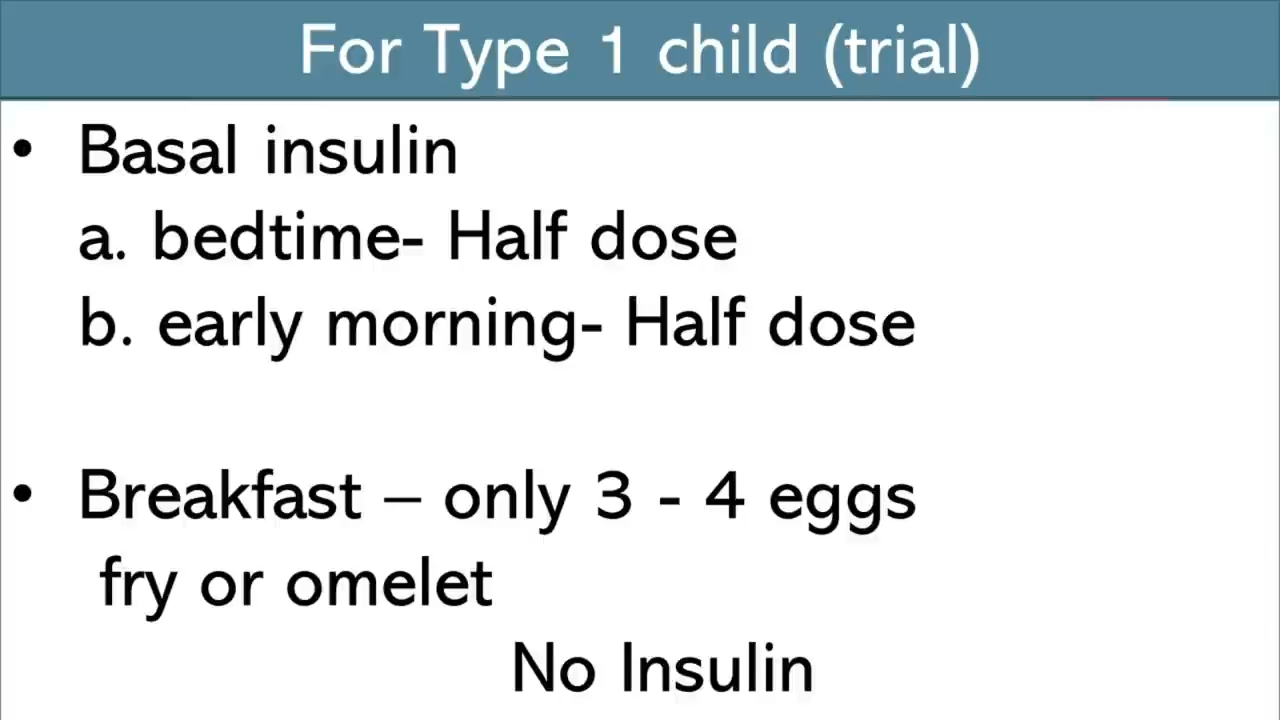 For Type 1 child (trial)
• Basal insulin
a. bedtime- Half dose
b. early morning- Half dose
• Breakfast – only 3 - 4 eggs
fry or omelet
No Insulin